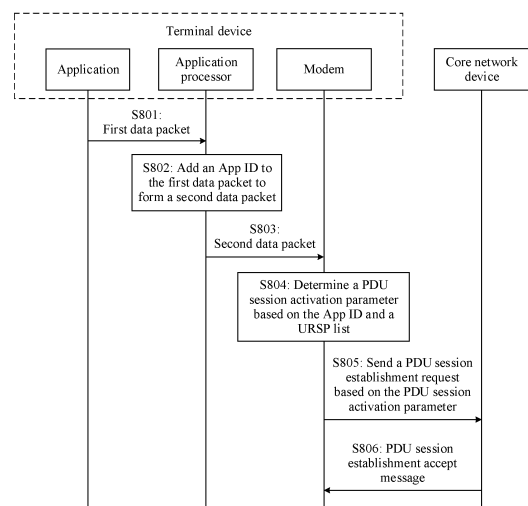 Terminal device
Application
Application
processor
Modem
Core network
device
S801:
First data packet
S802: Add an App ID to
the first data packet to
form a second data packet
S803:
Second data packet
S804: Determine a PDU
session activation parameter
based on the App ID and a
URSP list
S805: Send a PDU session
establishment request
based on the PDU session
activation parameter
S806: PDU session
establishment accept
message